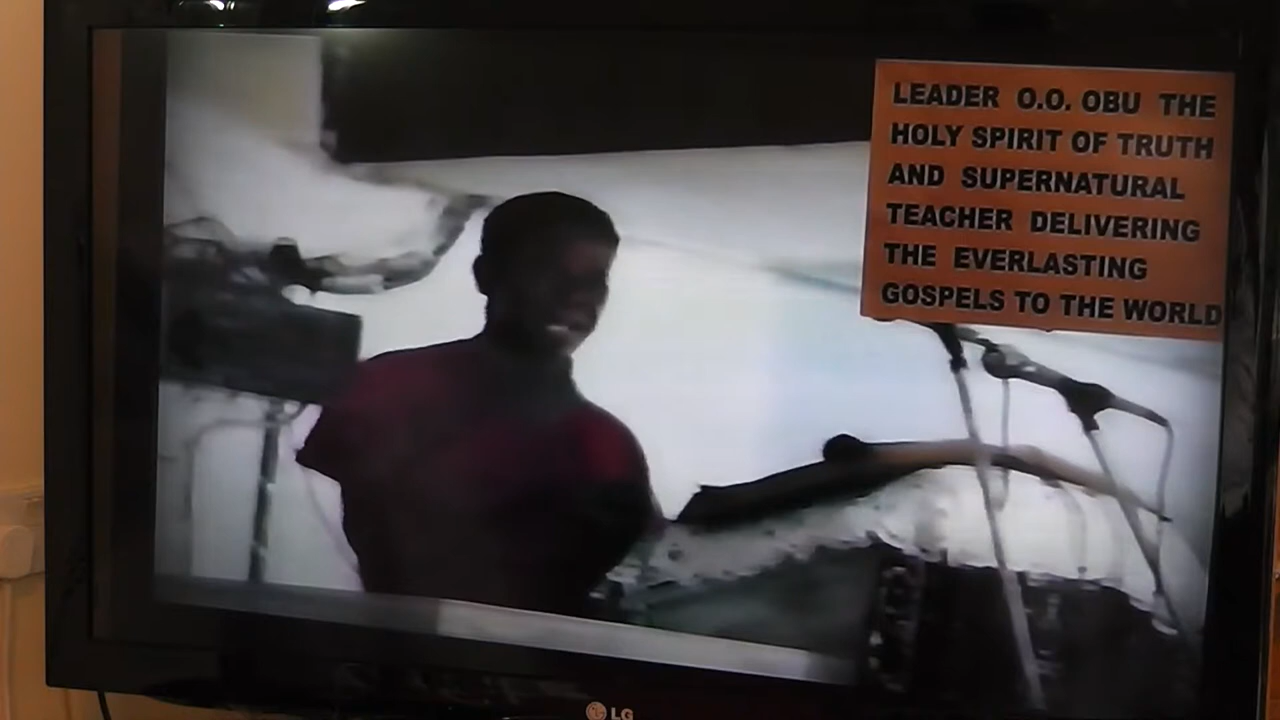 LEADER O.O. OBU THE
HOLY SPIRIT OF TRUTH
AND SUPERNATURAL
TEACHER DELIVERING
THE EVERLASTING
GOSPELS TO THE WORLD
LG